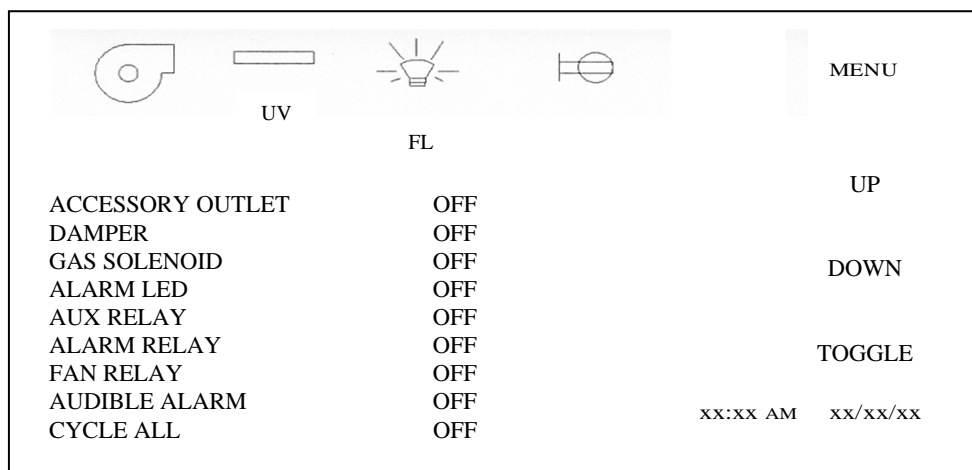 MENU
UV
FL
UP
ACCESSORY OUTLET OFF
DAMPER OFF
GAS SOLENOID OFF
DOWN
ALARM LED OFF
AUX RELAY OFF
ALARM RELAY OFF
TOGGLE
FAN RELAY OFF
AUDIBLE ALARM OFF
xx:xx AM xx/xx/xx
CYCLE ALL OFF